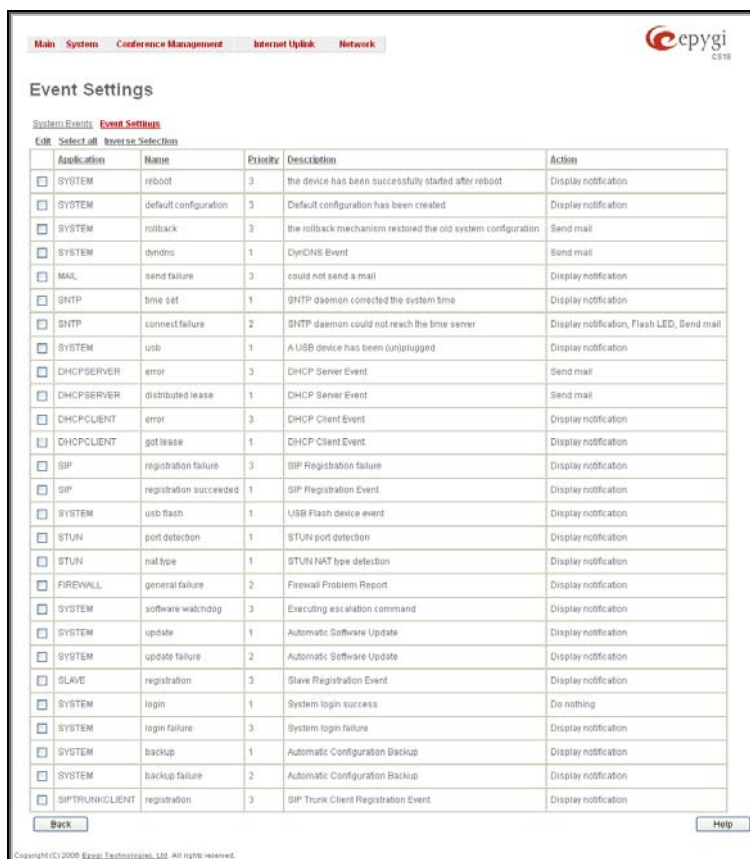 Main System Conference Management Internet Uplink Network
epygi
CS18
Event Settings
System Events Event Settings
Edit Select all Inverse Selection
Application Name Priority Description Action
SYSTEM reboot 3 the device has been successfully started after reboot Display notification
SYSTEM default configuration 3 Default configuration has been created Display notification
SYSTEM rollback 3 the rollback mechanism restored the old system configuration Send mail
SYSTEM dyndns 1 DynDNS Event Send mail
MAIL send failure 3 could not send a mail Display notification
SNTP time set 1 SNTP daemon corrected the system time Display notification
SNTP connect failure 2 SNTP daemon could not reach the time server Display notification, Flash LED, Send mail
SYSTEM usb 1 A USB device has been (un)plugged Display notification
DHCPSERVER error 3 DHCP Server Event Send mail
DHCPSERVER distributed lease 1 DHCP Server Event Send mail
DHCPCLIENT error 3 DHCP Client Event Display notification
DHCPCLIENT got lease 1 DHCP Client Event Display notification
SIP registration failure 3 SIP Registration failure Display notification
SIP registration succeeded 1 SIP Registration Event Display notification
SYSTEM usb flash 1 USB Flash device event Display notification
STUN port detection 1 STUN port detection Display notification
STUN nat type 1 STUN NAT type detection Display notification
FIREWALL general failure 2 Firewall Problem Report Display notification
SYSTEM software watchdog 3 Executing escalation command Display notification
SYSTEM update 1 Automatic Software Update Display notification
SYSTEM update failure 2 Automatic Software Update Display notification
SLAVE registration 3 Slave Registration Event Display notification
SYSTEM login 1 System login success Do nothing
SYSTEM login failure 3 System login failure Display notification
SYSTEM backup 1 Automatic Configuration Backup Display notification
SYSTEM backup failure 2 Automatic Configuration Backup Display notification
SIPTRUNKCLIENT registration 3 SIP Trunk Client Registration Event Display notification
Back Help
Copyright (C) 2008 Epygi Technologies, Ltd. All rights reserved.